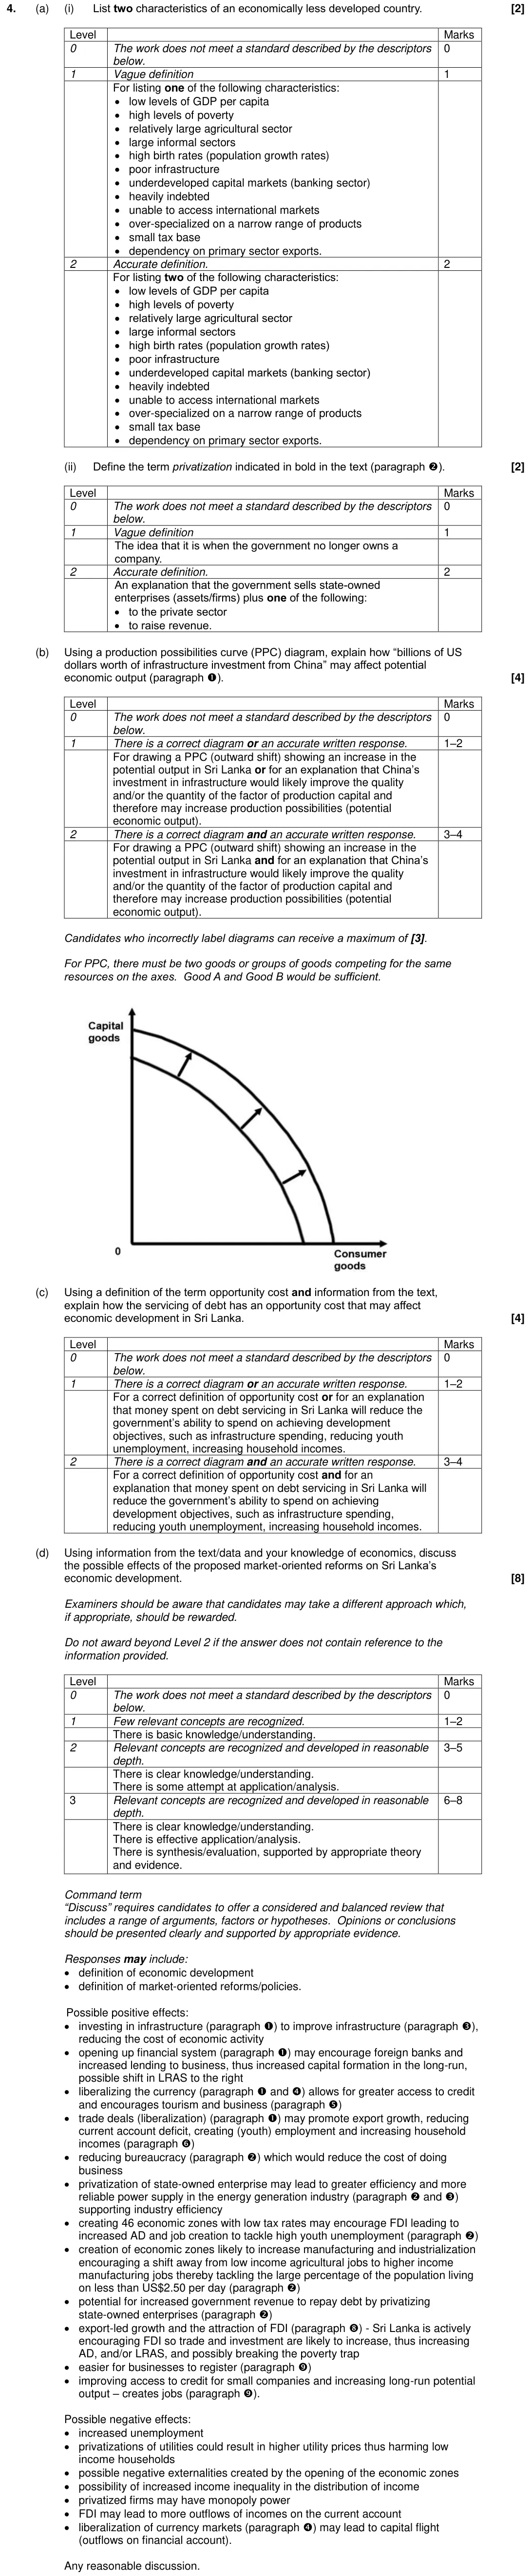 4. (a) (i) List two characteristics of an economically less developed country. [2]
Level Marks
0 The work does not meet a standard described by the descriptors 0
below.
1 Vague definition 1
For listing one of the following characteristics:
• low levels of GDP per capita
• high levels of poverty
• relatively large agricultural sector
• large informal sectors
• high birth rates (population growth rates)
• poor infrastructure
• underdeveloped capital markets (banking sector)
• heavily indebted
• unable to access international markets
• over-specialized on a narrow range of products
• small tax base
• dependency on primary sector exports.
2 Accurate definition. 2
For listing two of the following characteristics:
• low levels of GDP per capita
• high levels of poverty
• relatively large agricultural sector
• large informal sectors
• high birth rates (population growth rates)
• poor infrastructure
• underdeveloped capital markets (banking sector)
• heavily indebted
• unable to access international markets
• over-specialized on a narrow range of products
• small tax base
• dependency on primary sector exports.
(ii) Define the term privatization indicated in bold in the text (paragraph ❷). [2]
Level Marks
0 The work does not meet a standard described by the descriptors 0
below.
1 Vague definition 1
The idea that it is when the government no longer owns a
company.
2 Accurate definition. 2
An explanation that the government sells state-owned
enterprises (assets/firms) plus one of the following:
• to the private sector
• to raise revenue.
(b) Using a production possibilities curve (PPC) diagram, explain how “billions of US
dollars worth of infrastructure investment from China” may affect potential
economic output (paragraph ❶). [4]
Level Marks
0 The work does not meet a standard described by the descriptors 0
below.
1 There is a correct diagram or an accurate written response. 1–2
For drawing a PPC (outward shift) showing an increase in the
potential output in Sri Lanka or for an explanation that China’s
investment in infrastructure would likely improve the quality
and/or the quantity of the factor of production capital and
therefore may increase production possibilities (potential
economic output).
2 There is a correct diagram and an accurate written response. 3–4
For drawing a PPC (outward shift) showing an increase in the
potential output in Sri Lanka and for an explanation that China’s
investment in infrastructure would likely improve the quality
and/or the quantity of the factor of production capital and
therefore may increase production possibilities (potential
economic output).
Candidates who incorrectly label diagrams can receive a maximum of [3].
For PPC, there must be two goods or groups of goods competing for the same
resources on the axes. Good A and Good B would be sufficient.
Capital
goods
0
Consumer
goods
(c) Using a definition of the term opportunity cost and information from the text,
explain how the servicing of debt has an opportunity cost that may affect
economic development in Sri Lanka. [4]
Level Marks
0 The work does not meet a standard described by the descriptors 0
below.
1 There is a correct diagram or an accurate written response. 1–2
For a correct definition of opportunity cost or for an explanation
that money spent on debt servicing in Sri Lanka will reduce the
government’s ability to spend on achieving development
objectives, such as infrastructure spending, reducing youth
unemployment, increasing household incomes.
2 There is a correct diagram and an accurate written response. 3–4
For a correct definition of opportunity cost and for an
explanation that money spent on debt servicing in Sri Lanka will
reduce the government’s ability to spend on achieving
development objectives, such as infrastructure spending,
reducing youth unemployment, increasing household incomes.
(d) Using information from the text/data and your knowledge of economics, discuss
the possible effects of the proposed market-oriented reforms on Sri Lanka’s
economic development. [8]
Examiners should be aware that candidates may take a different approach which,
if appropriate, should be rewarded.
Do not award beyond Level 2 if the answer does not contain reference to the
information provided.
Level Marks
0 The work does not meet a standard described by the descriptors 0
below.
1 Few relevant concepts are recognized. 1–2
There is basic knowledge/understanding.
2 Relevant concepts are recognized and developed in reasonable 3–5
depth.
There is clear knowledge/understanding.
There is some attempt at application/analysis.
3 Relevant concepts are recognized and developed in reasonable 6–8
depth.
There is clear knowledge/understanding.
There is effective application/analysis.
There is synthesis/evaluation, supported by appropriate theory
and evidence.
Command term
“Discuss” requires candidates to offer a considered and balanced review that
includes a range of arguments, factors or hypotheses. Opinions or conclusions
should be presented clearly and supported by appropriate evidence.
Responses may include:
• definition of economic development
• definition of market-oriented reforms/policies.
Possible positive effects:
• investing in infrastructure (paragraph ❶) to improve infrastructure (paragraph ❸),
reducing the cost of economic activity
• opening up financial system (paragraph ❶) may encourage foreign banks and
increased lending to business, thus increased capital formation in the long-run,
possible shift in LRAS to the right
• liberalizing the currency (paragraph ❶ and ❹) allows for greater access to credit
and encourages tourism and business (paragraph ❺)
• trade deals (liberalization) (paragraph ❶) may promote export growth, reducing
current account deficit, creating (youth) employment and increasing household
incomes (paragraph ❻)
• reducing bureaucracy (paragraph ❷) which would reduce the cost of doing
business
• privatization of state-owned enterprise may lead to greater efficiency and more
reliable power supply in the energy generation industry (paragraph ❷ and ❸)
supporting industry efficiency
• creating 46 economic zones with low tax rates may encourage FDI leading to
increased AD and job creation to tackle high youth unemployment (paragraph ❷)
• creation of economic zones likely to increase manufacturing and industrialization
encouraging a shift away from low income agricultural jobs to higher income
manufacturing jobs thereby tackling the large percentage of the population living
on less than US$2.50 per day (paragraph ❷)
• potential for increased government revenue to repay debt by privatizing
state-owned enterprises (paragraph ❷)
• export-led growth and the attraction of FDI (paragraph ❽) - Sri Lanka is actively
encouraging FDI so trade and investment are likely to increase, thus increasing
AD, and/or LRAS, and possibly breaking the poverty trap
• easier for businesses to register (paragraph ❾)
• improving access to credit for small companies and increasing long-run potential
output – creates jobs (paragraph ❾).
Possible negative effects:
• increased unemployment
• privatizations of utilities could result in higher utility prices thus harming low
income households
• possible negative externalities created by the opening of the economic zones
• possibility of increased income inequality in the distribution of income
• privatized firms may have monopoly power
• FDI may lead to more outflows of incomes on the current account
• liberalization of currency markets (paragraph ❹) may lead to capital flight
(outflows on financial account).
Any reasonable discussion.